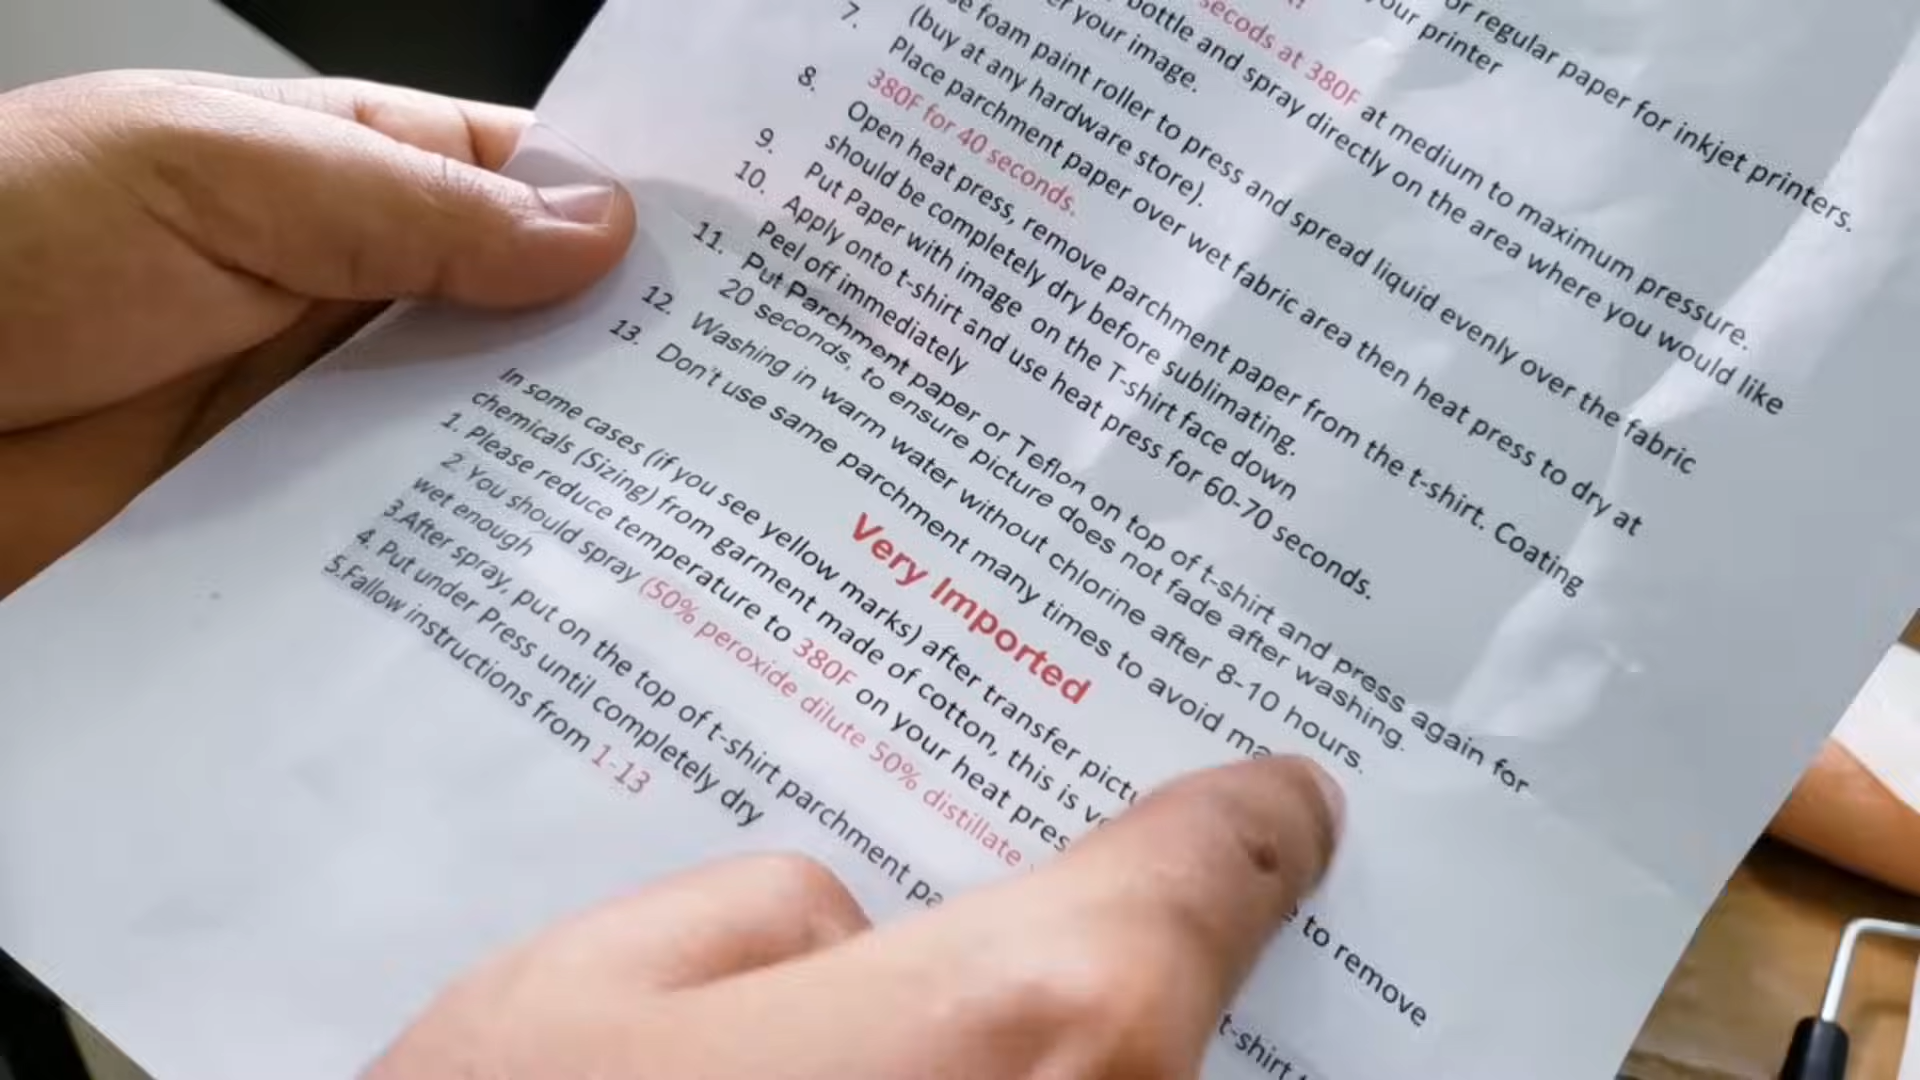 or regular paper for inkjet printers.
your printer
secods at 380F at medium to maximum pressure.
bottle and spray directly on the area where you would like
your image.
foam paint roller to press and spread liquid evenly over the fabric
(buy at any hardware store).
7. Place parchment paper over wet fabric area then heat press to dry at
380F for 40 seconds.
8. Open heat press, remove parchment paper from the t-shirt. Coating
should be completely dry before sublimating.
9. Put Paper with image on the T-shirt face down
10. Apply onto t-shirt and use heat press for 60-70 seconds.
Peel off immediately
11. Put Parchment paper or Teflon on top of t-shirt and press again for
20 seconds, to ensure picture does not fade after washing.
12. Washing in warm water without chlorine after 8-10 hours.
13. Don't use same parchment many times to avoid
Very Imported
In some cases (if you see yellow marks) after transfer to remove
chemicals (Sizing) from garment made of cotton, this is
1. Please reduce temperature to 380F on your heat
2. You should spray (50% peroxide dilute 50% distillate t-shirt
wet enough
3.After spray, put on the top of t-shirt parchment
4. Put under Press until completely dry
5.Fallow instructions from 1-13